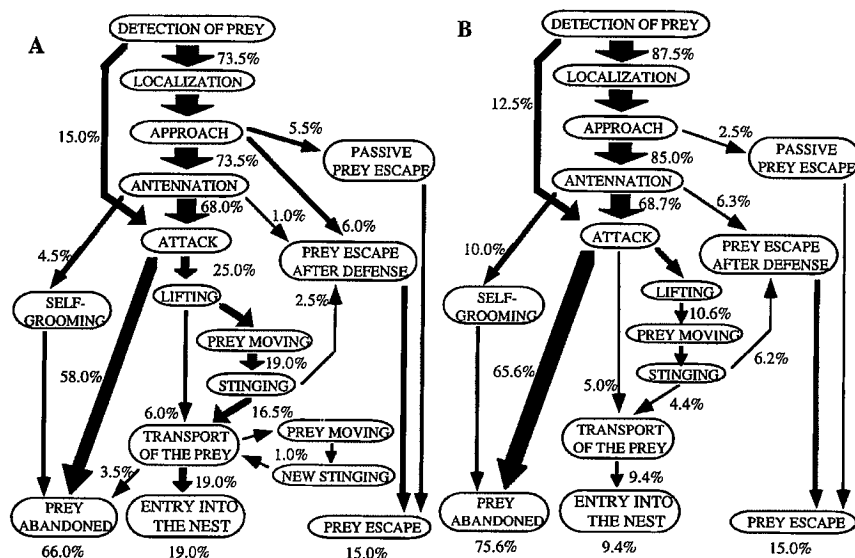 A
DETECTION OF PREY
73.5%
LOCALIZATION
15.0%
APPROACH
5.5%
PASSIVE
PREY ESCAPE
73.5%
ANTENNATION
68.0%
1.0%
6.0%
ATTACK
PREY ESCAPE
AFTER DEFENSE
4.5%
25.0%
2.5%
SELF-
GROOMING
LIFTING
PREY MOVING
19.0%
58.0%
STINGING
6.0%
16.5%
TRANSPORT
OF THE PREY
PREY MOVING
1.0%
NEW STINGING
3.5%
19.0%
PREY
ABANDONED
ENTRY INTO
THE NEST
PREY ESCAPE
66.0%
19.0%
15.0%
B
DETECTION OF PREY
87.5%
LOCALIZATION
12.5%
APPROACH
2.5%
PASSIVE
PREY ESCAPE
85.0%
ANTENNATION
68.7%
6.3%
ATTACK
PREY ESCAPE
AFTER DEFENSE
10.0%
SELF-
GROOMING
LIFTING
10.6%
PREY MOVING
STINGING
6.2%
65.6%
5.0%
4.4%
TRANSPORT
OF THE PREY
9.4%
PREY
ABANDONED
ENTRY INTO
THE NEST
PREY ESCAPE
75.6%
9.4%
15.0%